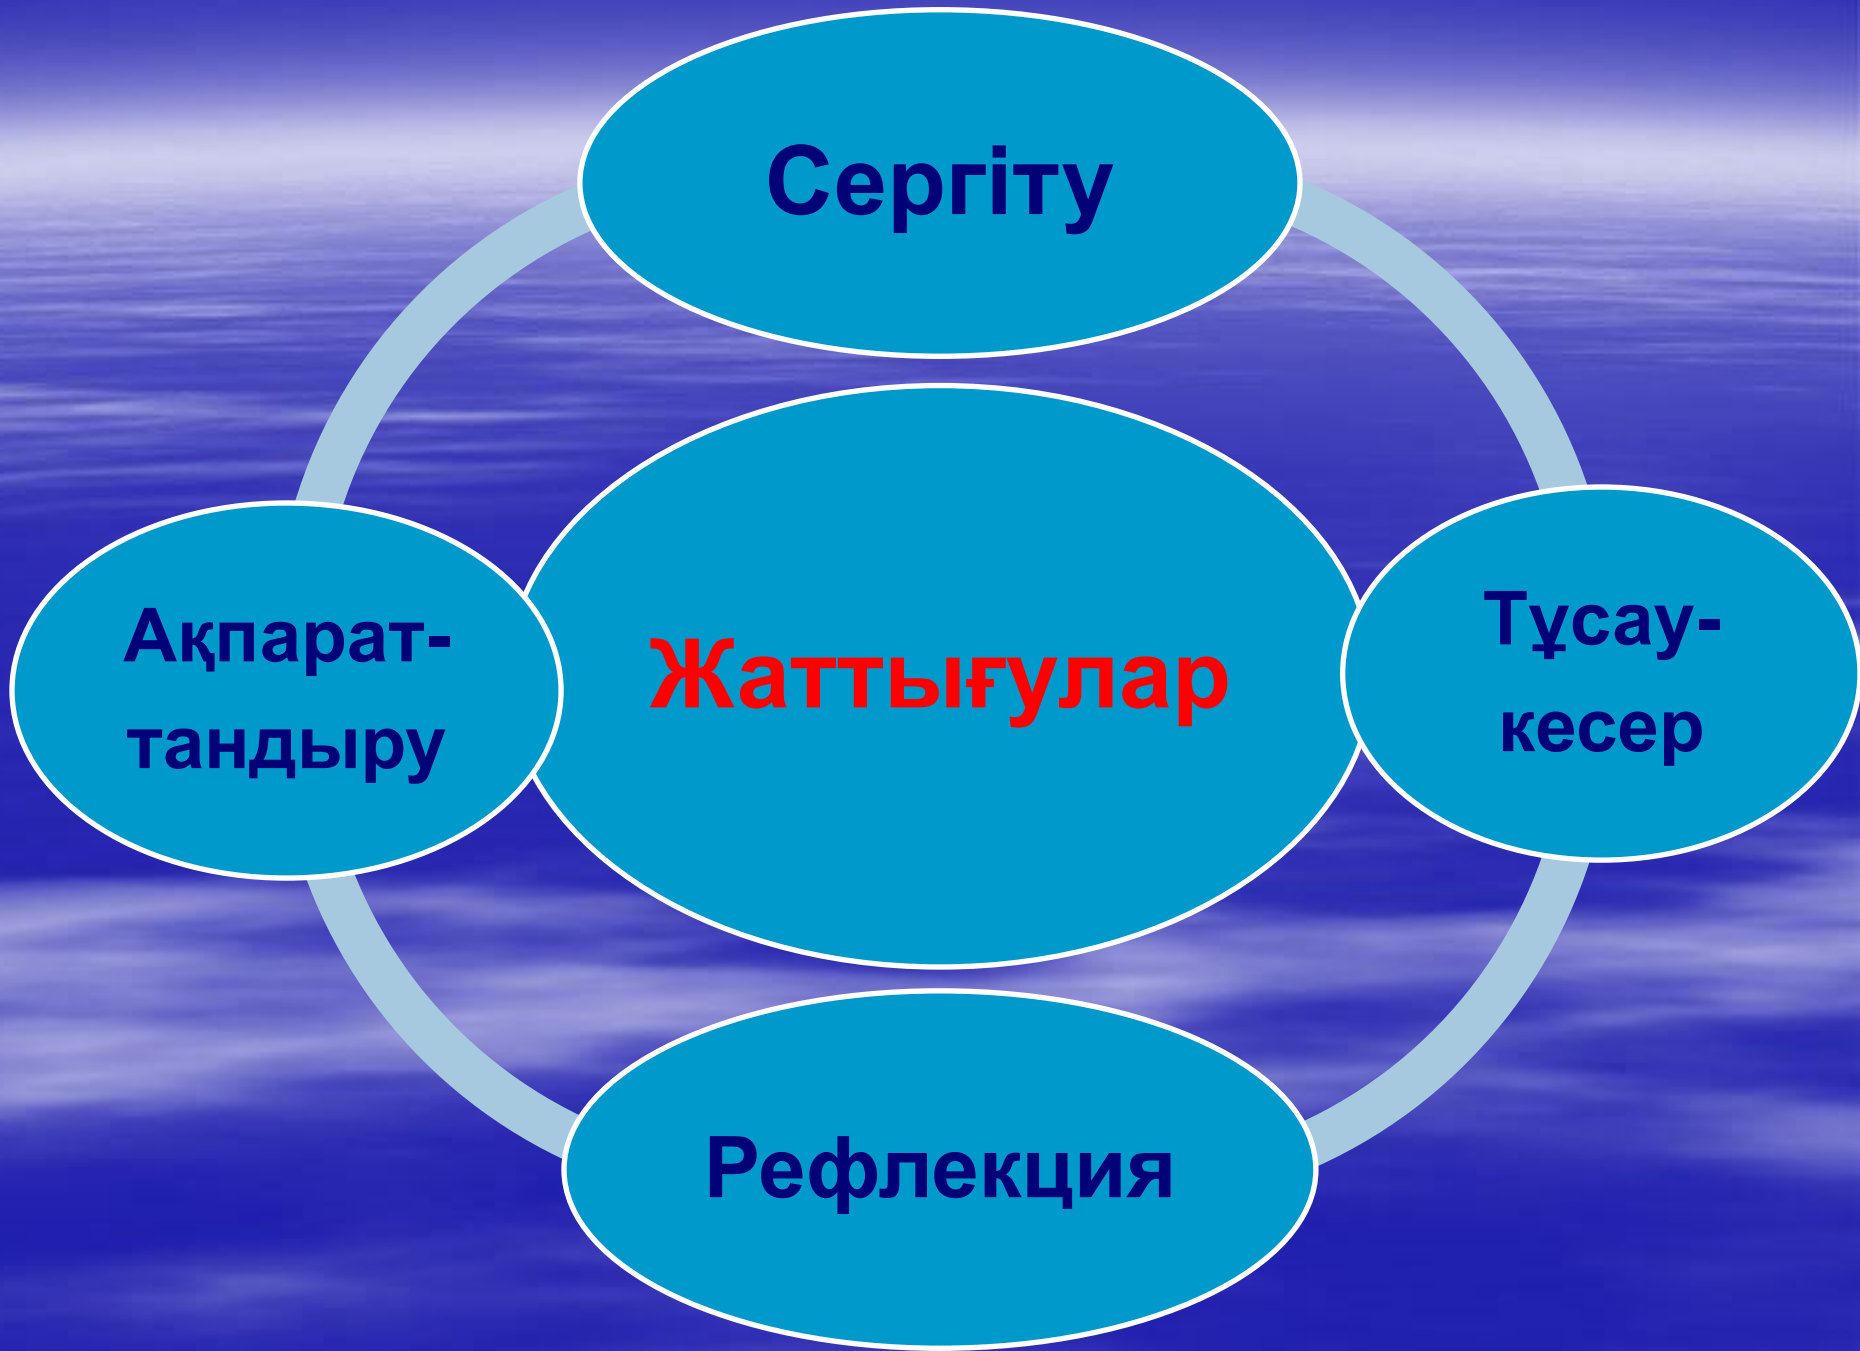 Сергіту
Ақпарат-
тандыру
Жаттығулар
Тұсау-
кесер
Рефлекция